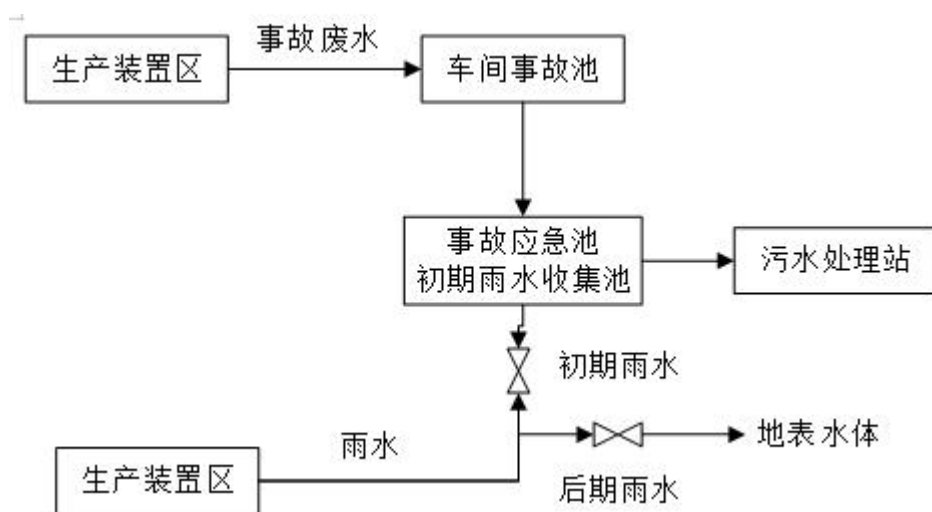 事故废水
生产装置区
车间事故池
事故应急池
初期雨水收集池
污水处理站
初期雨水
雨水
地表水体
生产装置区
后期雨水